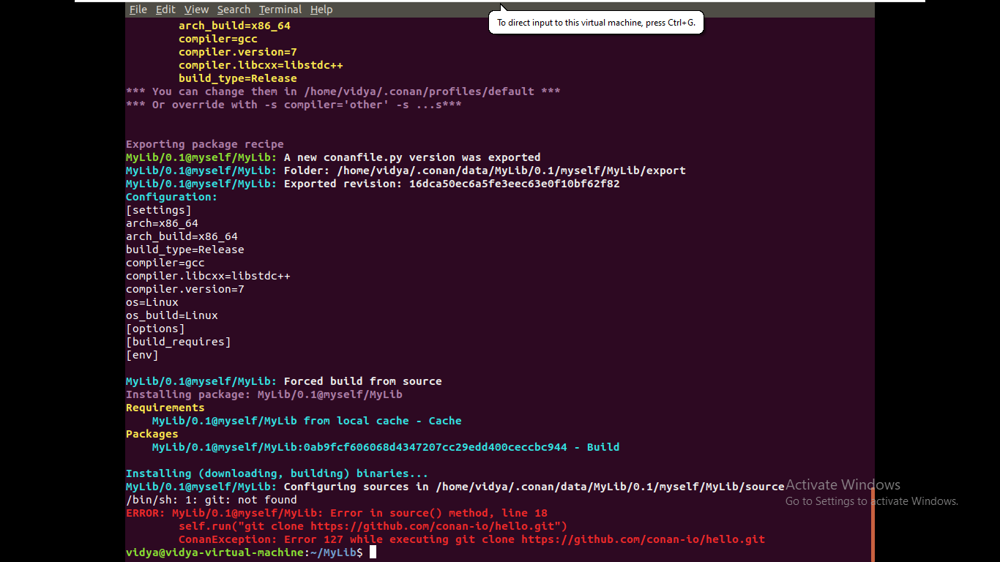 File Edit View Search Terminal Help
To direct input to this virtual machine, press Ctrl+G.
arch_build=x86_64
compiler=gcc
compiler.version=7
compiler.libcxx=libstdc++
build_type=Release
*** You can change them in /home/vidya/.conan/profiles/default ***
*** Or override with -s compiler='other' -s ...s***
Exporting package recipe
MyLib/0.1@myself/MyLib: A new conanfile.py version was exported
MyLib/0.1@myself/MyLib: Folder: /home/vidya/.conan/data/MyLib/0.1/myself/MyLib/export
MyLib/0.1@myself/MyLib: Exported revision: 16dca50ec6a5fe3eec63e0f10bf62f82
Configuration:
[settings]
arch=x86_64
arch_build=x86_64
build_type=Release
compiler=gcc
compiler.libcxx=libstdc++
compiler.version=7
os=Linux
os_build=Linux
[options]
[build_requires]
[env]
MyLib/0.1@myself/MyLib: Forced build from source
Installing package: MyLib/0.1@myself/MyLib
Requirements
MyLib/0.1@myself/MyLib from local cache - Cache
Packages
MyLib/0.1@myself/MyLib:0ab9fcf606068d4347207cc29edd400ceccbc944 - Build
Installing (downloading, building) binaries...
MyLib/0.1@myself/MyLib: Configuring sources in /home/vidya/.conan/data/MyLib/0.1/myself/MyLib/source
/bin/sh: 1: git: not found
ERROR: MyLib/0.1@myself/MyLib: Error in source() method, line 18
self.run("git clone https://github.com/conan-io/hello.git")
ConanException: Error 127 while executing git clone https://github.com/conan-io/hello.git
vidya@vidya-virtual-machine:~/MyLib$
Activate Windows
Go to Settings to activate Windows.